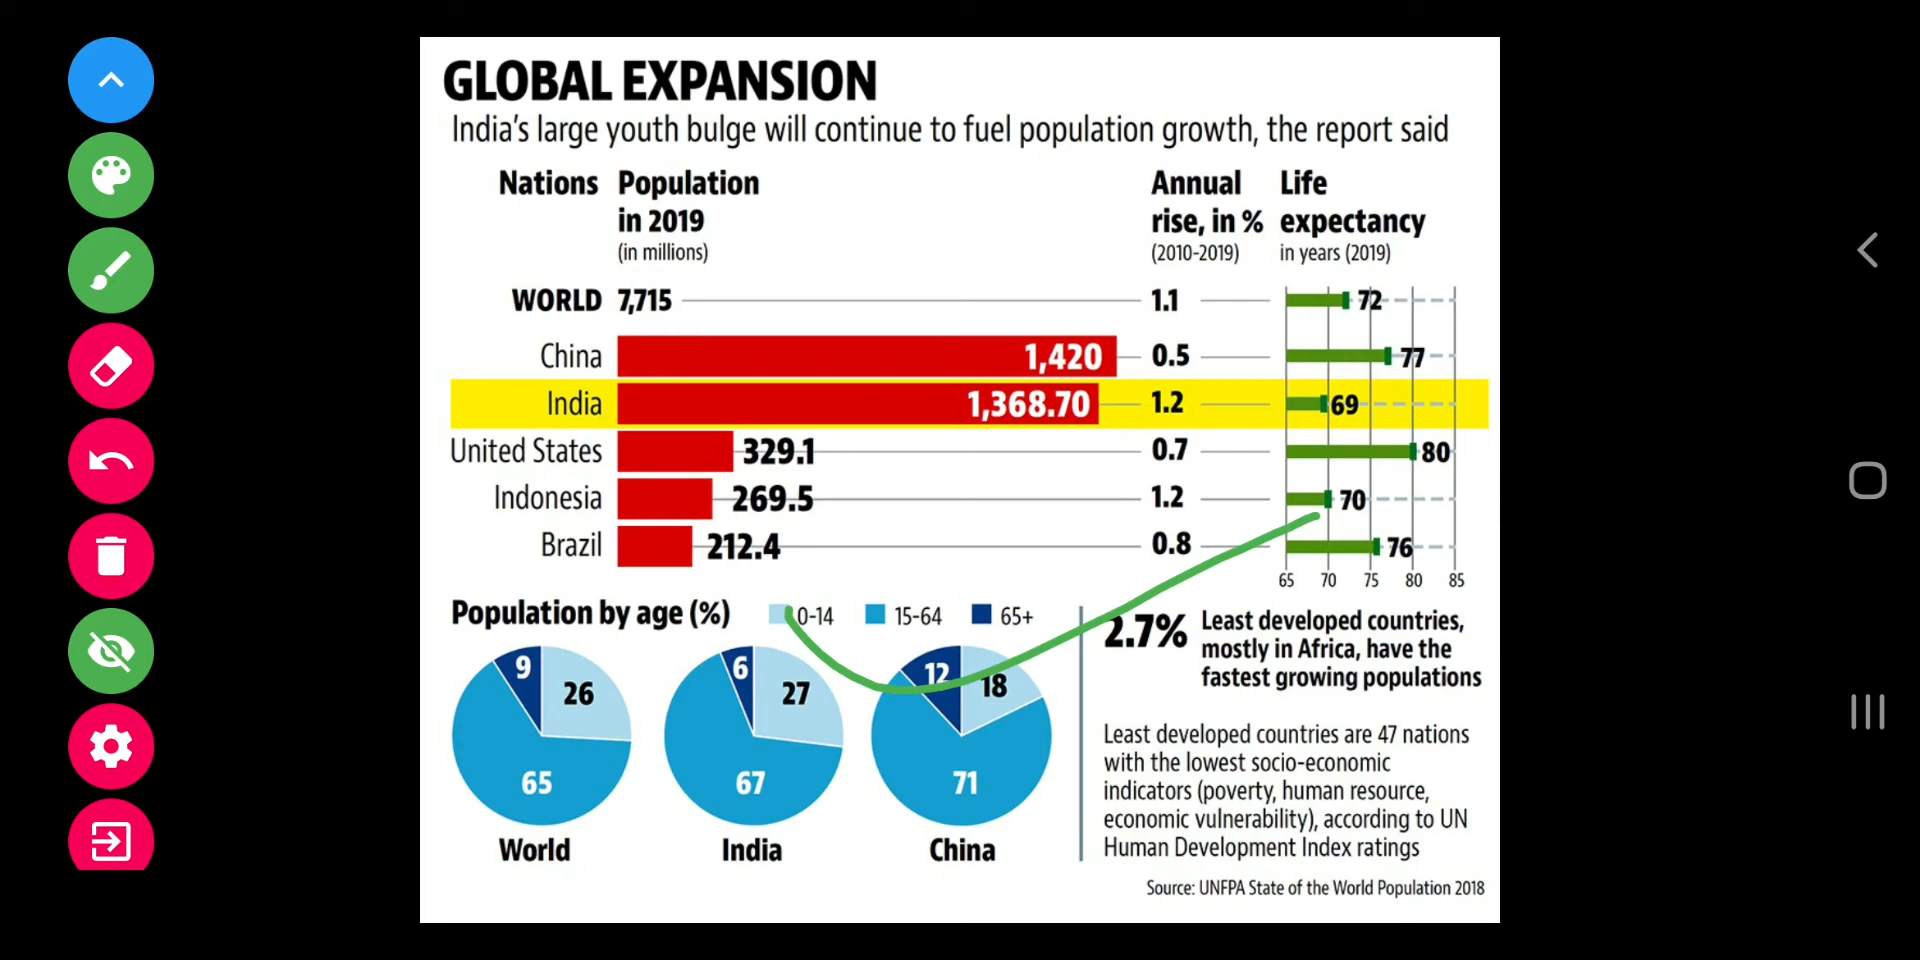 GLOBAL EXPANSION
India's large youth bulge will continue to fuel population growth, the report said
Nations Population in 2019 (in millions) Annual rise, in % (2010-2019) Life expectancy in years (2019)
WORLD 7,715 1.1 72
China 1,420 0.5 77
India 1,368.70 1.2 69
United States 329.1 0.7 80
Indonesia 269.5 1.2 70
Brazil 212.4 0.8 76
65 70 75 80 85
Population by age (%) 0-14 15-64 65+
9 26 65
World
6 27 67
India
12 18 71
China
2.7% Least developed countries,
mostly in Africa, have the
fastest growing populations
Least developed countries are 47 nations
with the lowest socio-economic
indicators (poverty, human resource,
economic vulnerability), according to UN
Human Development Index ratings
Source: UNFPA State of the World Population 2018